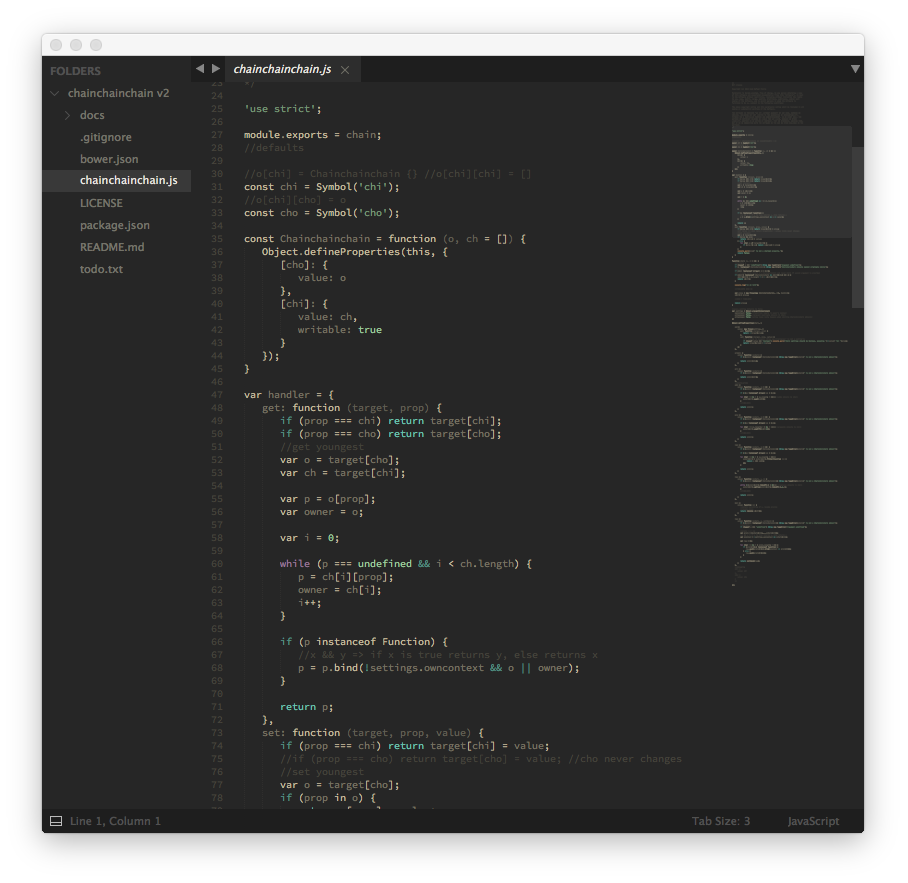 FOLDERS
chainchainchain v2
docs
.gitignore
bower.json
chainchainchain.js
LICENSE
package.json
README.md
todo.txt
chainchainchain.js
23 */
24
25 'use strict';
26
27 module.exports = chain;
28 //defaults
29
30 //o[chi] = Chainchainchain {} //o[chi][chi] = []
31 const chi = Symbol('chi');
32 //o[chi][cho] = o
33 const cho = Symbol('cho');
34
35 const Chainchainchain = function (o, ch = []) {
36 Object.defineProperties(this, {
37 [cho]: {
38 value: o
39 },
40 [chi]: {
41 value: ch,
42 writable: true
43 }
44 });
45 }
46
47 var handler = {
48 get: function (target, prop) {
49 if (prop === chi) return target[chi];
50 if (prop === cho) return target[cho];
51 //get youngest
52 var o = target[cho];
53 var ch = target[chi];
54
55 var p = o[prop];
56 var owner = o;
57
58 var i = 0;
59
60 while (p === undefined && i < ch.length) {
61 p = ch[i][prop];
62 owner = ch[i];
63 i++;
64 }
65
66 if (p instanceof Function) {
67 //x && y => if x is true returns y, else returns x
68 p = p.bind(!settings.owncontext && o || owner);
69 }
70
71 return p;
72 },
73 set: function (target, prop, value) {
74 if (prop === chi) return target[chi] = value;
75 //if (prop === cho) return target[cho] = value; //cho never changes
76 //set youngest
77 var o = target[cho];
78 if (prop in o) {
Line 1, Column 1
Tab Size: 3
JavaScript